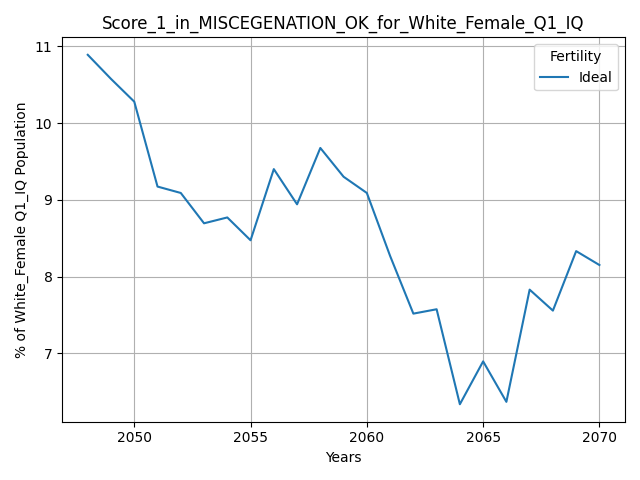 Score_1_in_MISCEGENATION_OK_for_White_Female_Q1_IQ
% of White_Female Q1_IQ Population
11
10
9
8
7
Fertility
Ideal
2050 2055 2060 2065 2070
Years